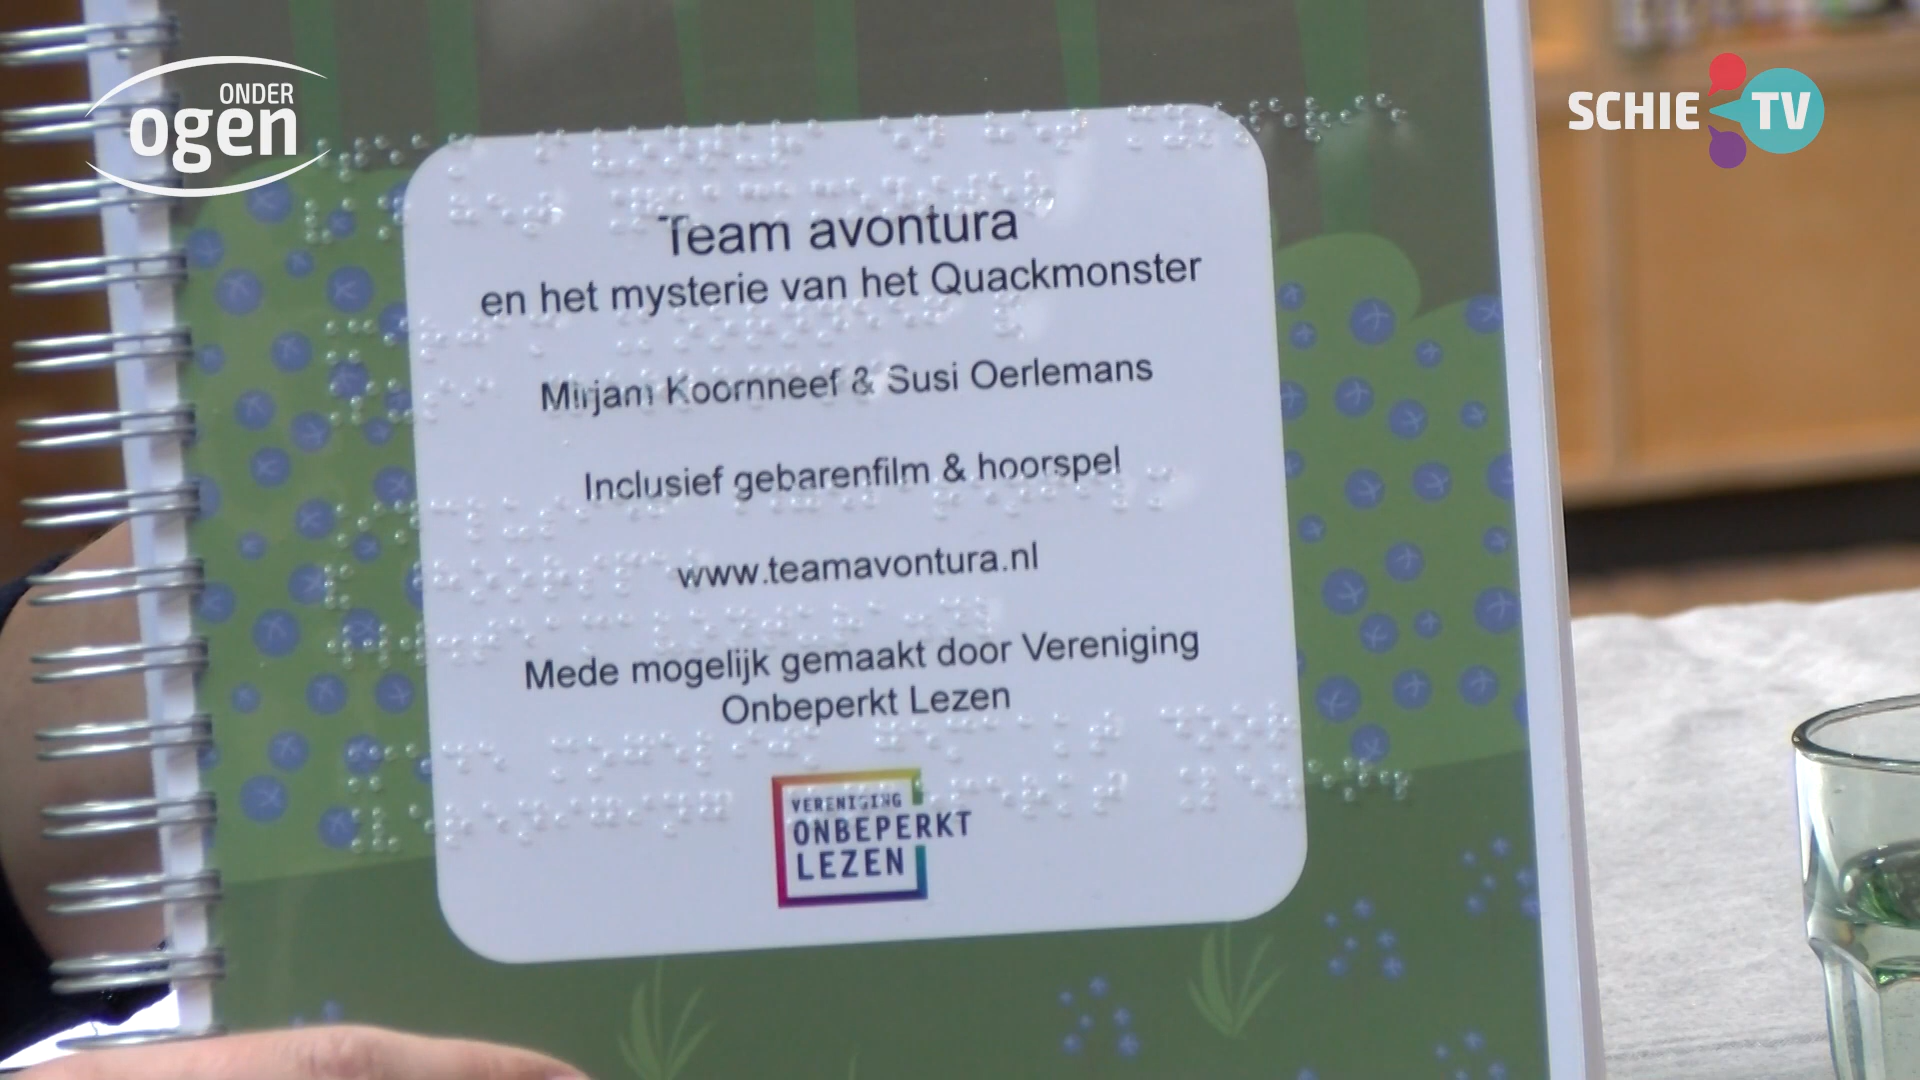 ONDER
ogen
SCHIE TV
Team avontura
en het mysterie van het Quackmonster
Mirjam Koornneef & Susi Oerlemans
Inclusief gebarenfilm & hoorspel
www.teamavontura.nl
Mede mogelijk gemaakt door Vereniging
Onbeperkt Lezen
VERENIGING
ONBEPERKT
LEZEN